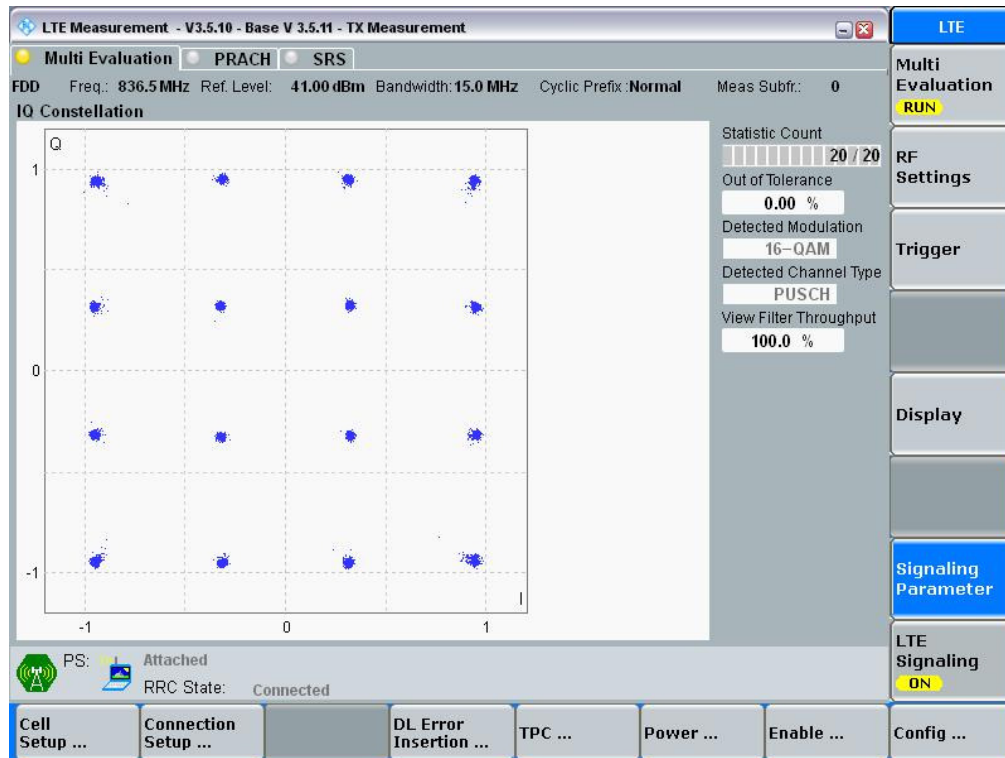 LTE Measurement - V3.5.10 - Base V 3.5.11 - TX Measurement
LTE
Multi Evaluation PRACH SRS
FDD Freq.: 836.5 MHz Ref. Level: 41.00 dBm Bandwidth: 15.0 MHz Cyclic Prefix :Normal Meas Subfr.: 0
IQ Constellation
Q
1
0
-1
I
-1 0 1
Statistic Count
20 / 20
Out of Tolerance
0.00 %
Detected Modulation
16-QAM
Detected Channel Type
PUSCH
View Filter Throughput
100.0 %
Multi
Evaluation
RUN
RF
Settings
Trigger
Display
Signaling
Parameter
LTE
Signaling
ON
PS: Attached
RRC State: Connected
Cell
Setup ...
Connection
Setup ...
DL Error
Insertion ...
TPC ...
Power ...
Enable ...
Config ...